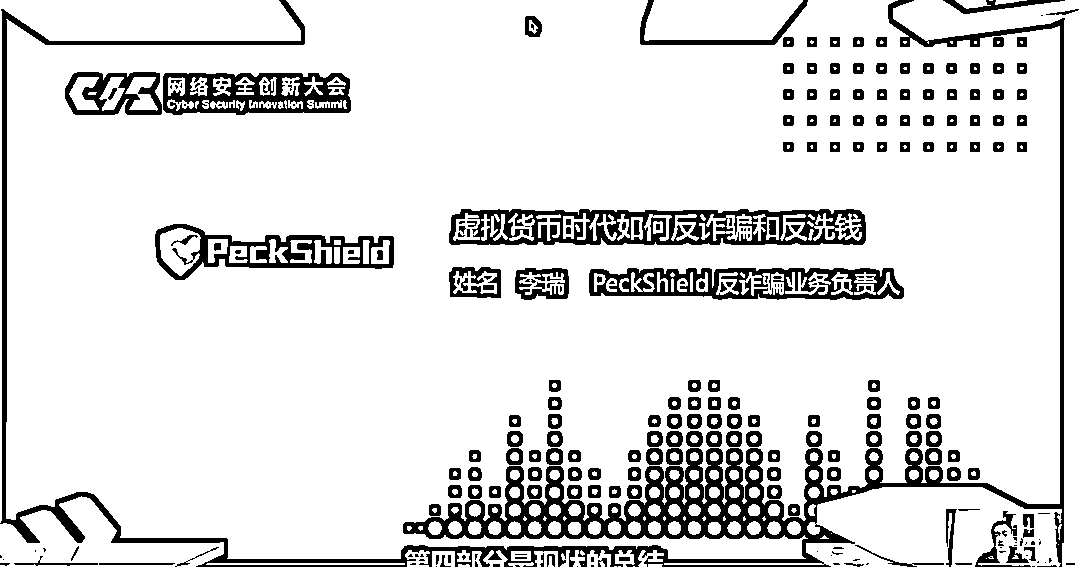 CIS 网络安全创新大会
Cyber Security Innovation Summit
PeckShield
虚拟货币时代如何反诈骗和反洗钱
姓名 李瑞 PeckShield 反诈骗业务负责人
第四部分是现状的总结